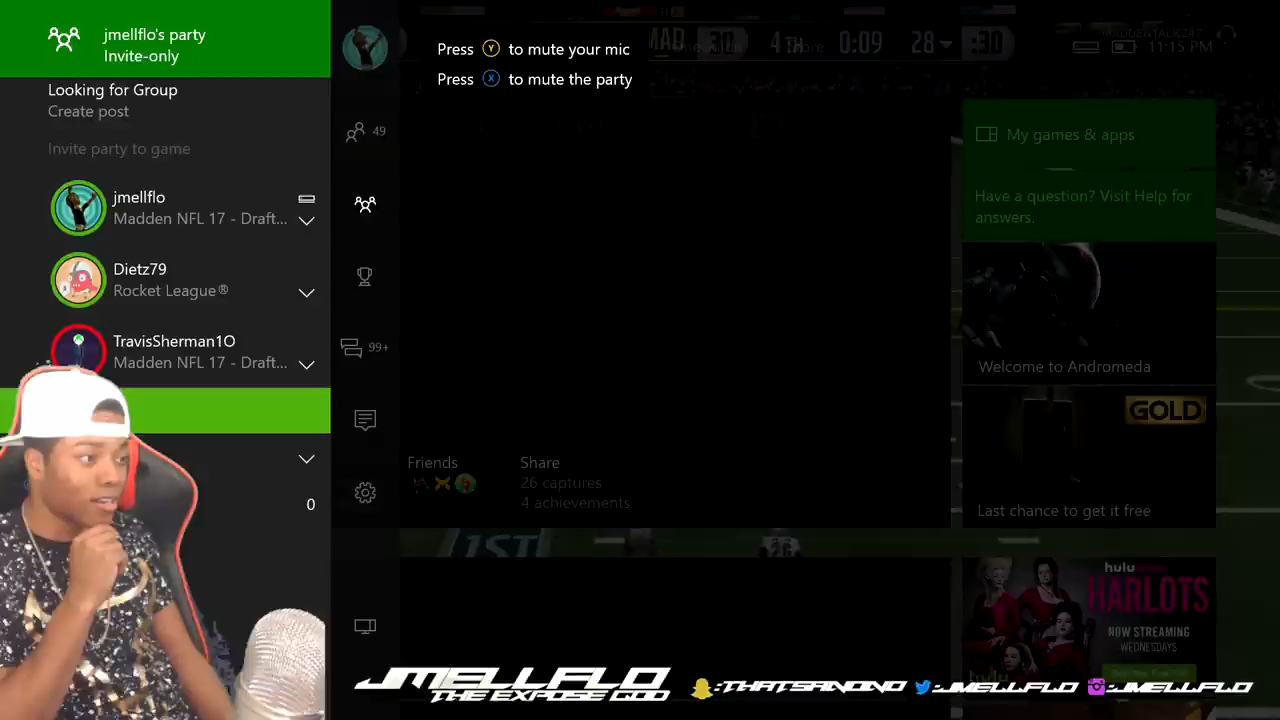 jmellflo's party
Invite-only
Looking for Group
Create post
Invite party to game
jmellflo
Madden NFL 17 - Draft...
Dietz79
Rocket League®
TravisSherman1O
Madden NFL 17 - Draft...
0
49
99+
Press Y to mute your mic
Press X to mute the party
30 4TH 0:09 28 :30
11:15 PM
My games & apps
Have a question? Visit Help for
answers.
Welcome to Andromeda
GOLD
Last chance to get it free
Friends
Share
26 captures
4 achievements
1ST
hulu
HARLOTS
NOW STREAMING
WEDNESDAYS
hulu
JMELLFLO
THE EXPOSE GOD
THATSANONO JMELLFLO JMELLFLO